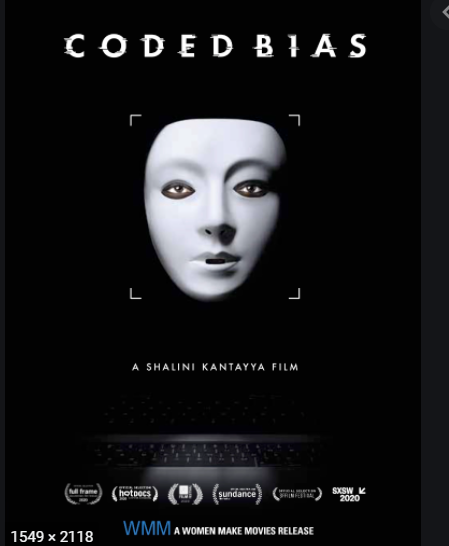 CODED BIAS
A SHALINI KANTAYYA FILM
full frame hotdocs sundance SXSW 2020
WMM A WOMEN MAKE MOVIES RELEASE
1549 × 2118